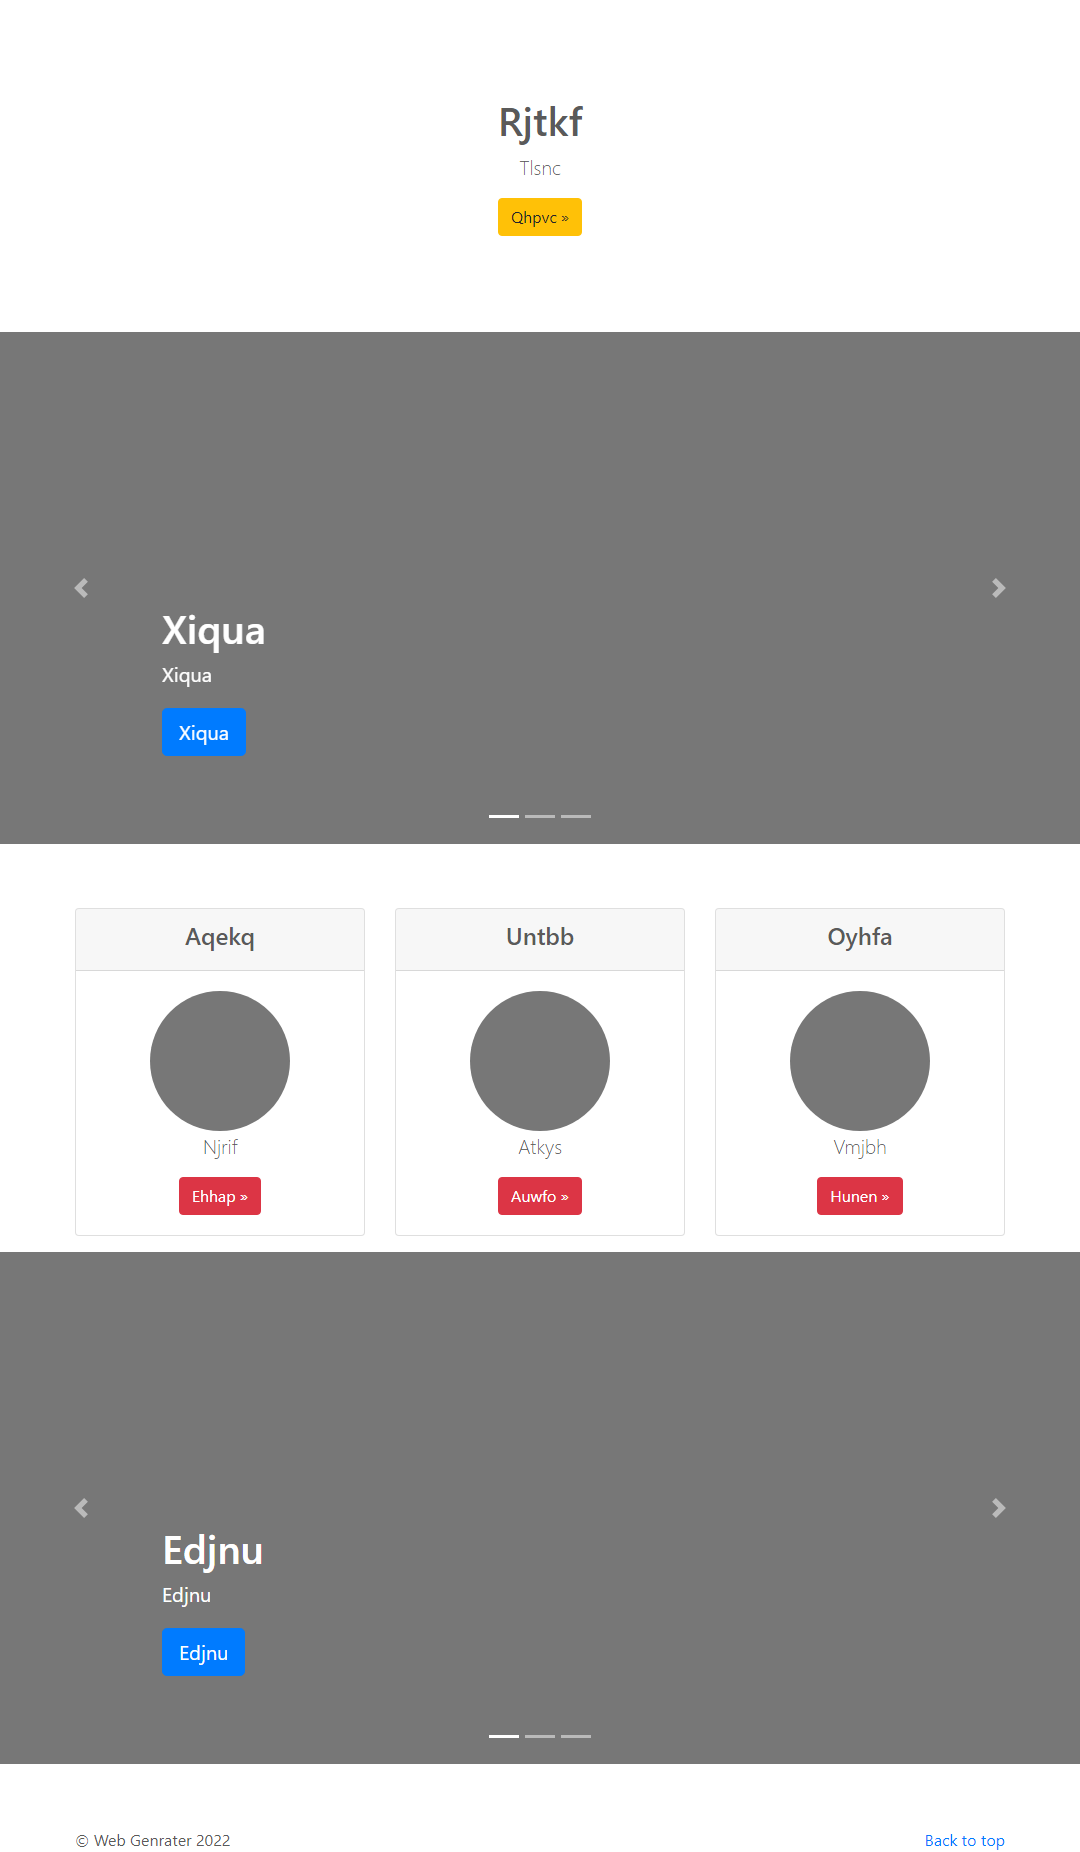 Rjtkf
Tlsnc
Qhpvc »
Xiqua
Xiqua
Xiqua
Aqekq
Untbb
Oyhfa
Njrif
Atkys
Vmjbh
Ehhap »
Auwfo »
Hunen »
Edjnu
Edjnu
Edjnu
© Web Genrater 2022
Back to top